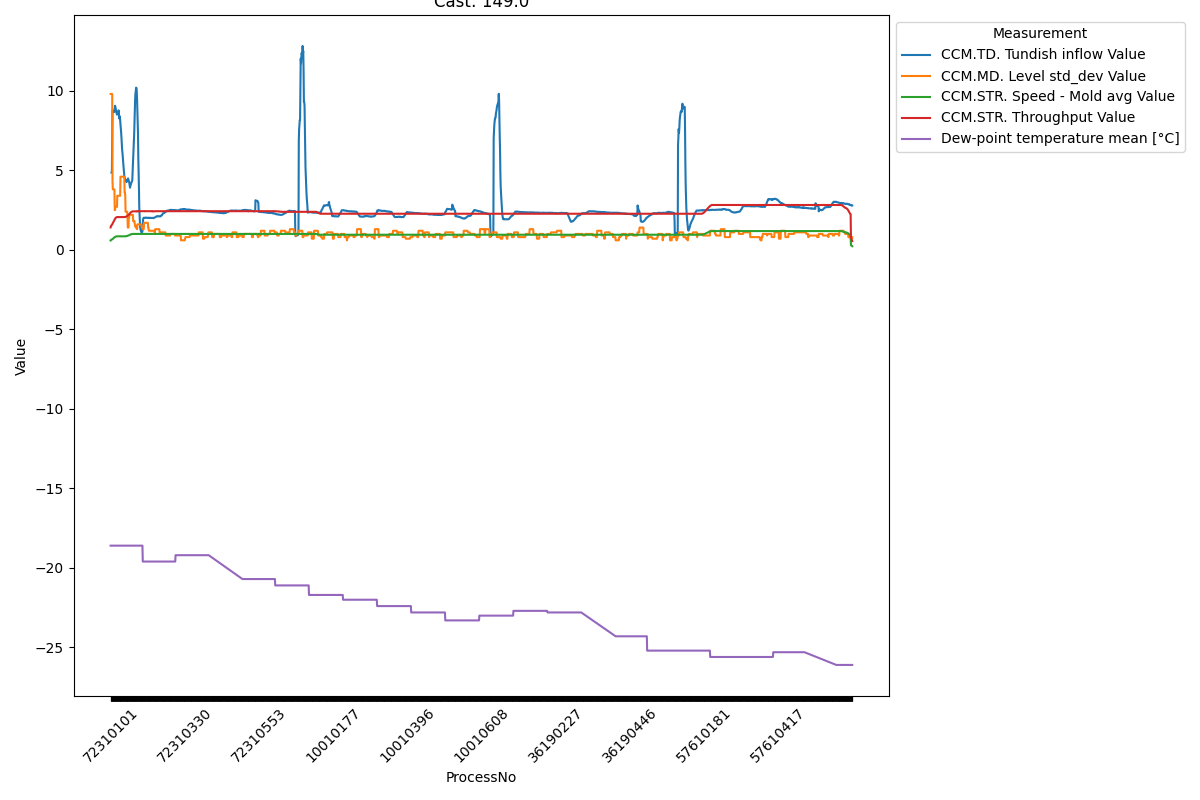 Cast: 149.0
Measurement
CCM.TD. Tundish inflow Value
CCM.MD. Level std_dev Value
CCM.STR. Speed - Mold avg Value
CCM.STR. Throughput Value
Dew-point temperature mean [°C]
10
5
0
−5
−10
−15
−20
−25
Value
72310101
72310330
72310553
10010177
10010396
10010608
36190227
36190446
57610181
57610417
ProcessNo